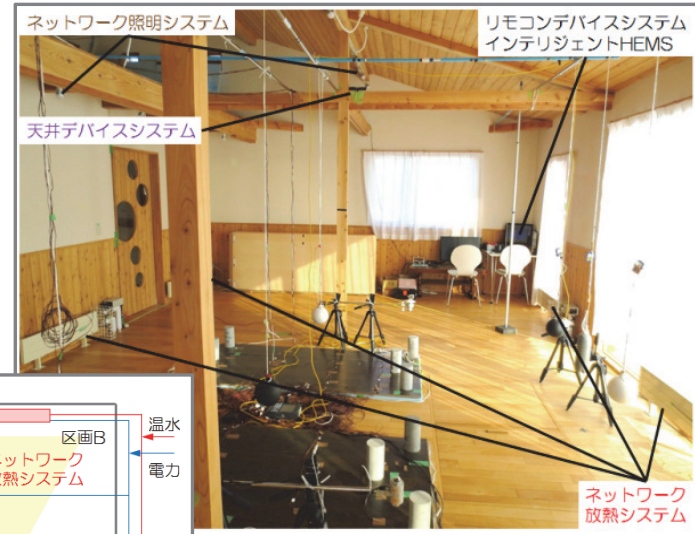 ネットワーク照明システム
リモコンデバイスシステム
インテリジェントHEMS
天井デバイスシステム
区画B
温水
ネットワーク
放熱システム
電力
ネットワーク
放熱システム